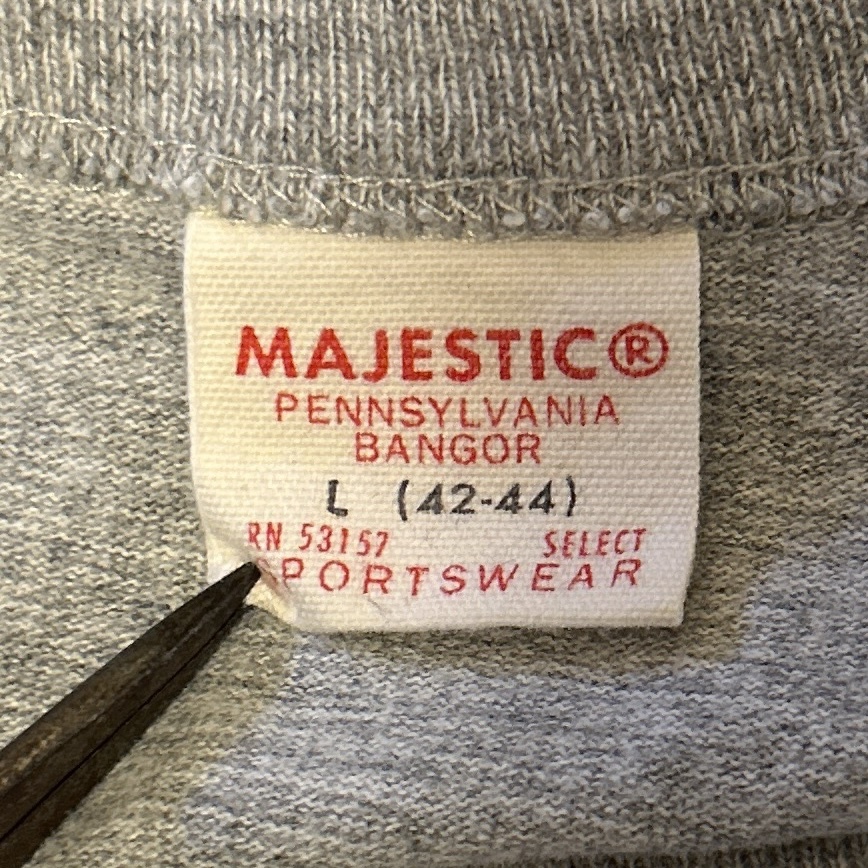 MAJESTIC®
PENNSYLVANIA
BANGOR
L (42-44)
RN 53157 SELECT
SPORTSWEAR